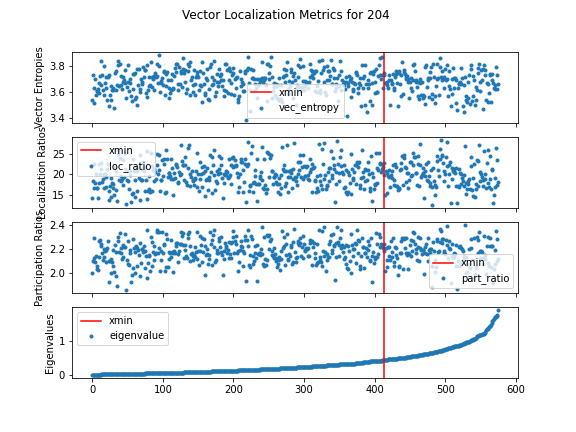 Vector Localization Metrics for 204
Vector Entropies
3.8
3.6
3.4
xmin
vec_entropy
Localization Ratios
25
20
15
xmin
loc_ratio
Participation Ratios
2.4
2.2
2.0
xmin
part_ratio
Eigenvalues
1
0
xmin
eigenvalue
0 100 200 300 400 500 600